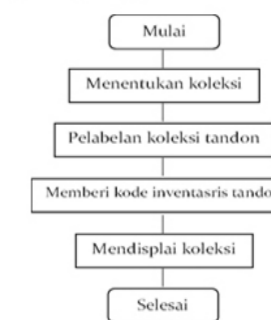 Mulai
Menentukan koleksi
Pelabelan koleksi tandon
Memberi kode inventasris tando
Mendisplai koleksi
Selesai